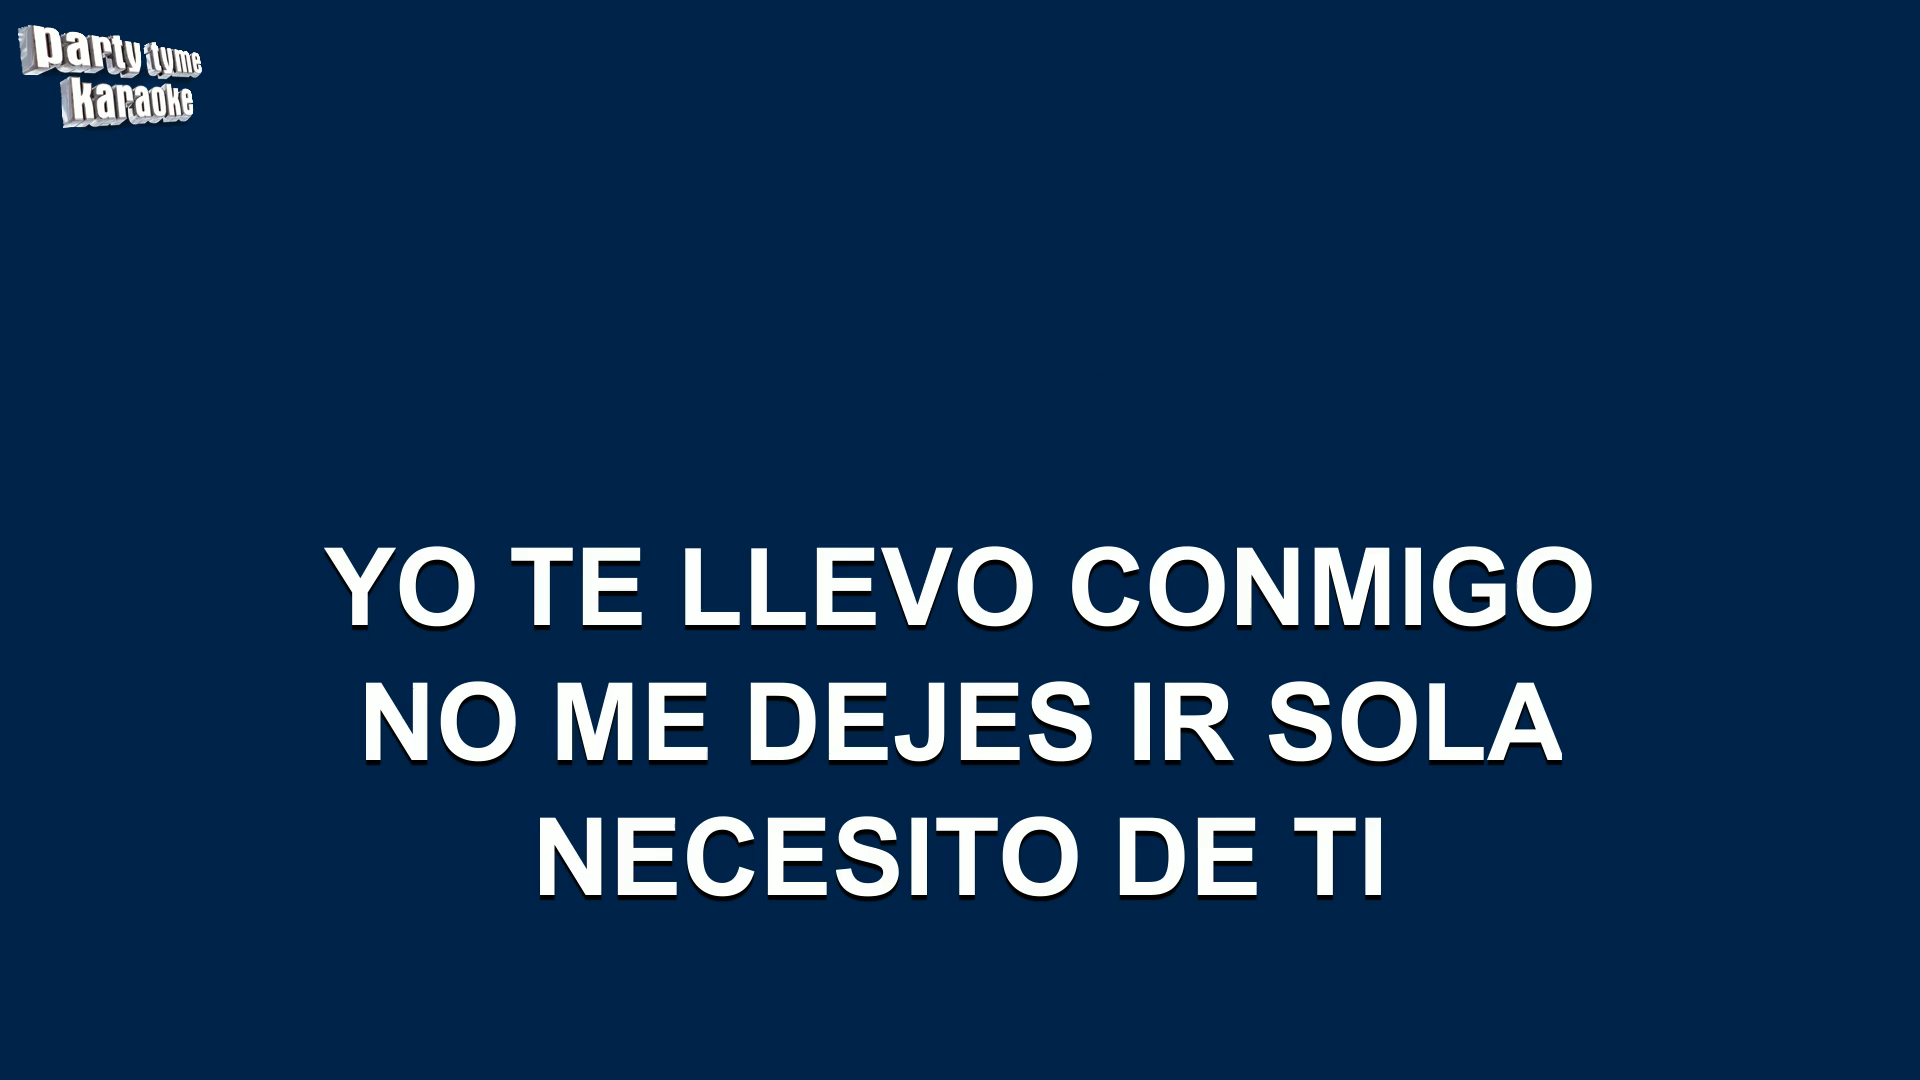 party tyme
karaoke
YO TE LLEVO CONMIGO
NO ME DEJES IR SOLA
NECESITO DE TI